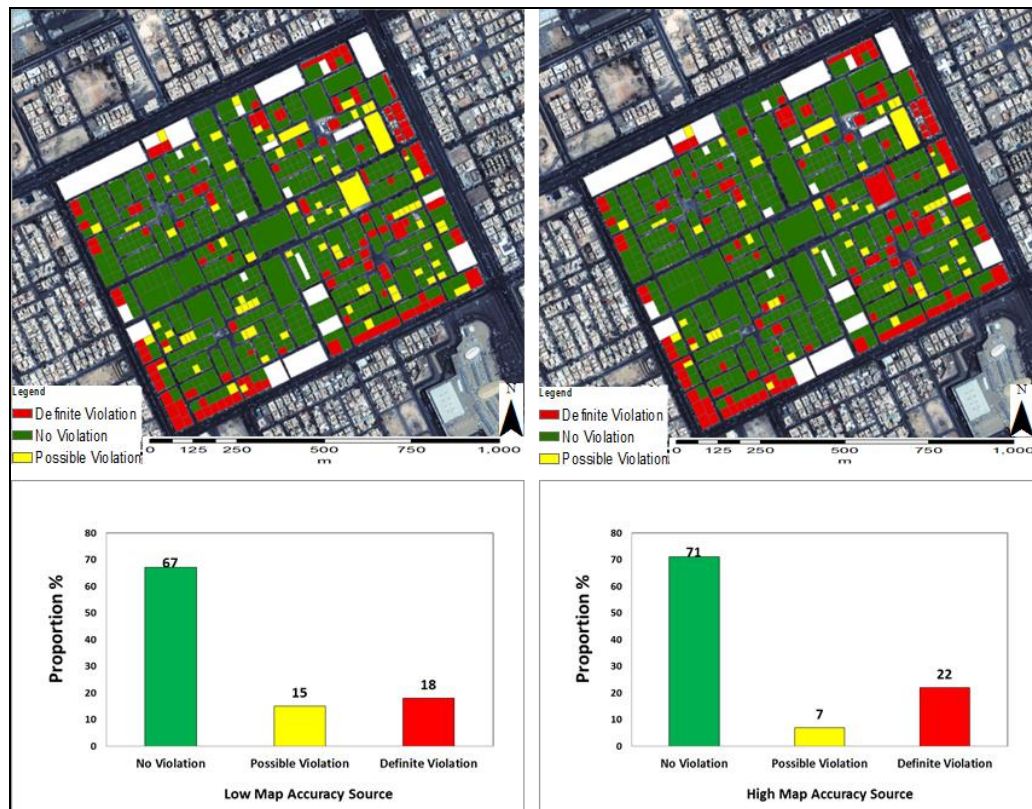 Legend
Definite Violation
No Violation
Possible Violation
N
0 125 250 500 750 1,000
m
Legend
Definite Violation
No Violation
Possible Violation
N
0 125 250 500 750 1,000
m
Proportion %
80
70
60
50
40
30
20
10
0
67
15
18
No Violation Possible Violation Definite Violation
Low Map Accuracy Source
Proportion %
80
70
60
50
40
30
20
10
0
71
7
22
No Violation Possible Violation Definite Violation
High Map Accuracy Source